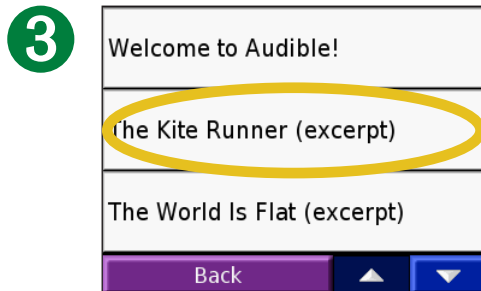 3
Welcome to Audible!
The Kite Runner (excerpt)
The World Is Flat (excerpt)
Back